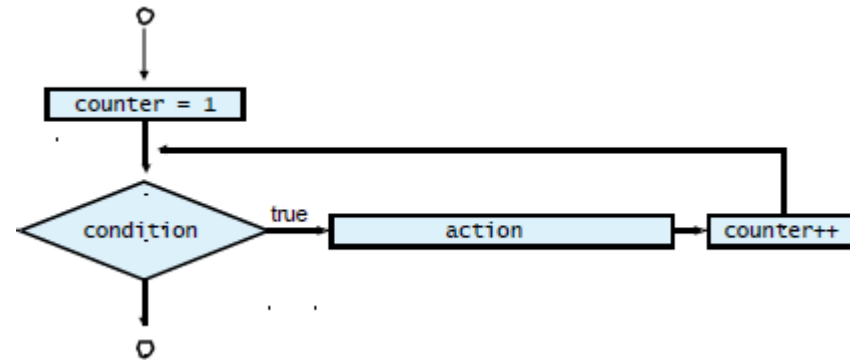 counter = 1
condition
true
action
counter++